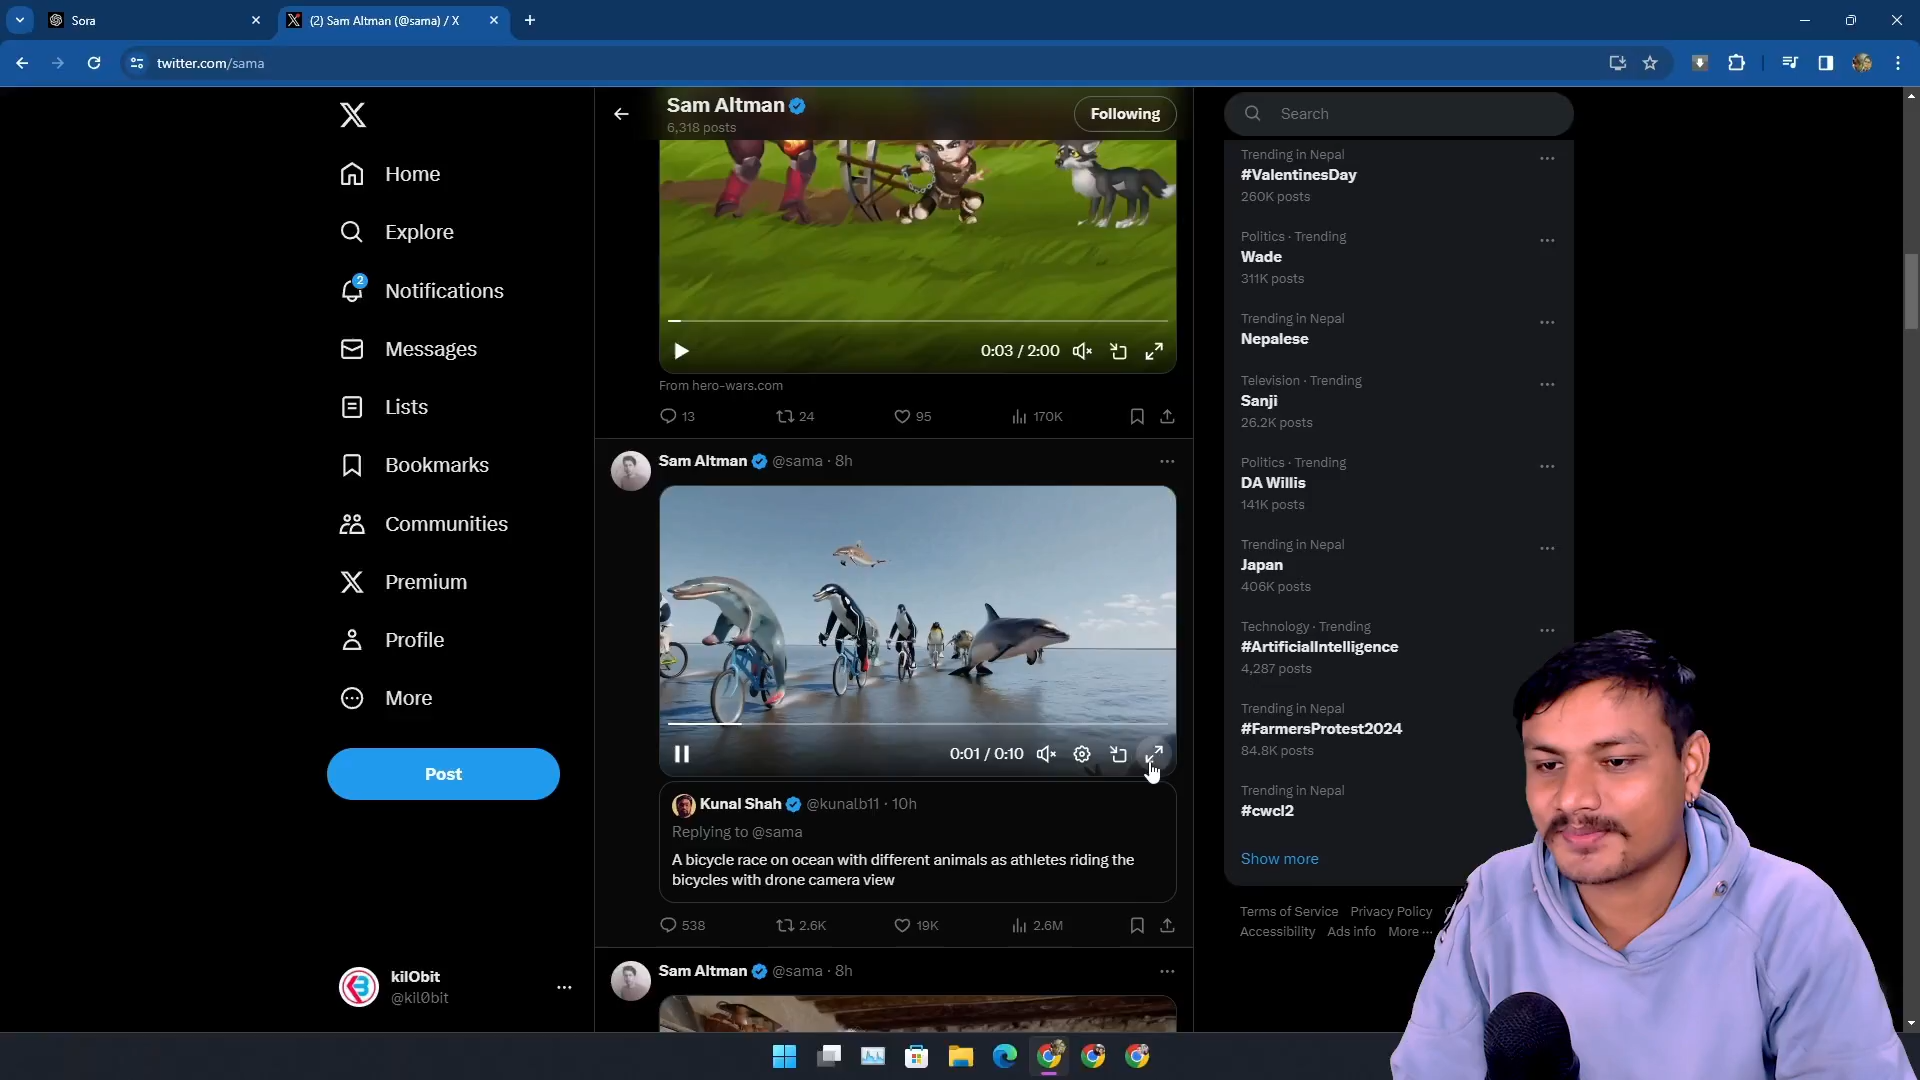 Sora
(2) Sam Altman (@sama) / X
twitter.com/sama
Home
Explore
2
Notifications
Messages
Lists
Bookmarks
Communities
Premium
Profile
More
Post
kilObit
@kil0bit
Sam Altman
6,318 posts
Following
0:03 / 2:00
From hero-wars.com
13
24
95
170K
Sam Altman @sama · 8h
0:01 / 0:10
Kunal Shah @kunalb11 · 10h
Replying to @sama
A bicycle race on ocean with different animals as athletes riding the
bicycles with drone camera view
538
2.6K
19K
2.6M
Sam Altman @sama · 8h
Search
Trending in Nepal
#ValentinesDay
260K posts
Politics · Trending
Wade
311K posts
Trending in Nepal
Nepalese
Television · Trending
Sanji
26.2K posts
Politics · Trending
DA Willis
141K posts
Trending in Nepal
Japan
406K posts
Technology · Trending
#ArtificialIntelligence
4,287 posts
Trending in Nepal
#FarmersProtest2024
84.8K posts
Trending in Nepal
#cwcl2
Show more
Terms of Service Privacy Policy
Accessibility Ads info More ...